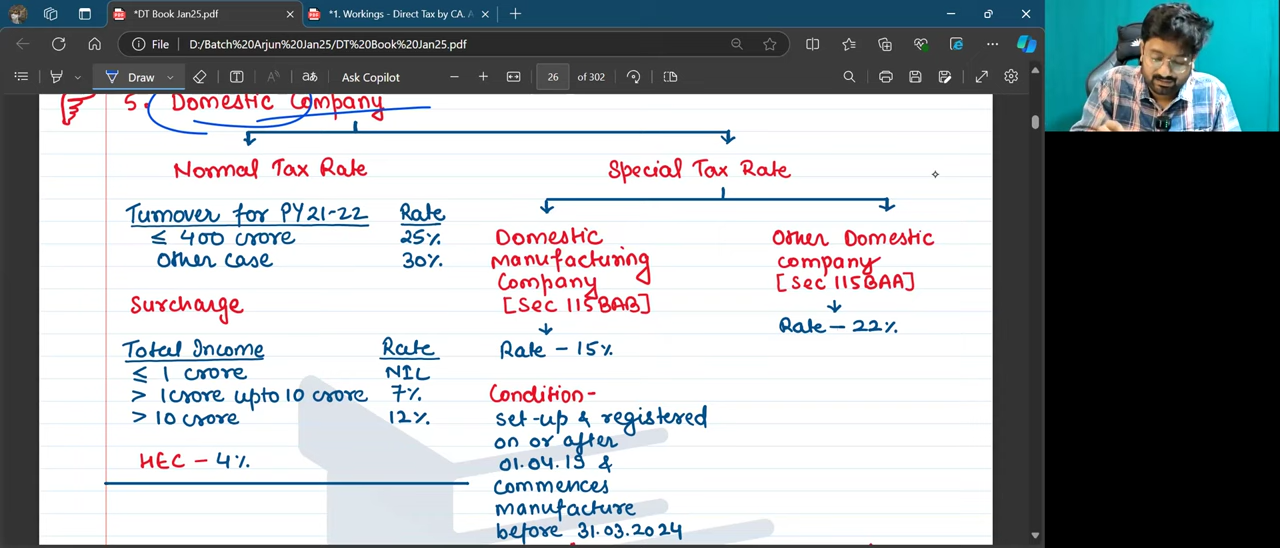 *DT Book Jan25.pdf
*1. Workings - Direct Tax by CA. A
File
D:/Batch%20Arjun%20Jan25/DT%20Book%20Jan25.pdf
Draw
aあ
Ask Copilot
26
of 302
5. Domestic Company
Normal Tax Rate
Turnover for PY21-22 Rate
≤ 400 crore 25%
Other case 30%.
Surcharge
Total Income Rate
≤ 1 crore NIL
> 1crore upto 10 crore 7%
> 10 crore 12%.
HEC - 4%.
Special Tax Rate
Domestic
manufacturing
Company
[Sec 115BAB]
Rate - 15%
Condition-
set-up & registered
on or after
01.04.19 &
Commences
manufacture
before 31.03.2024
Other Domestic
company
[Sec 115BAA]
Rate - 22%.